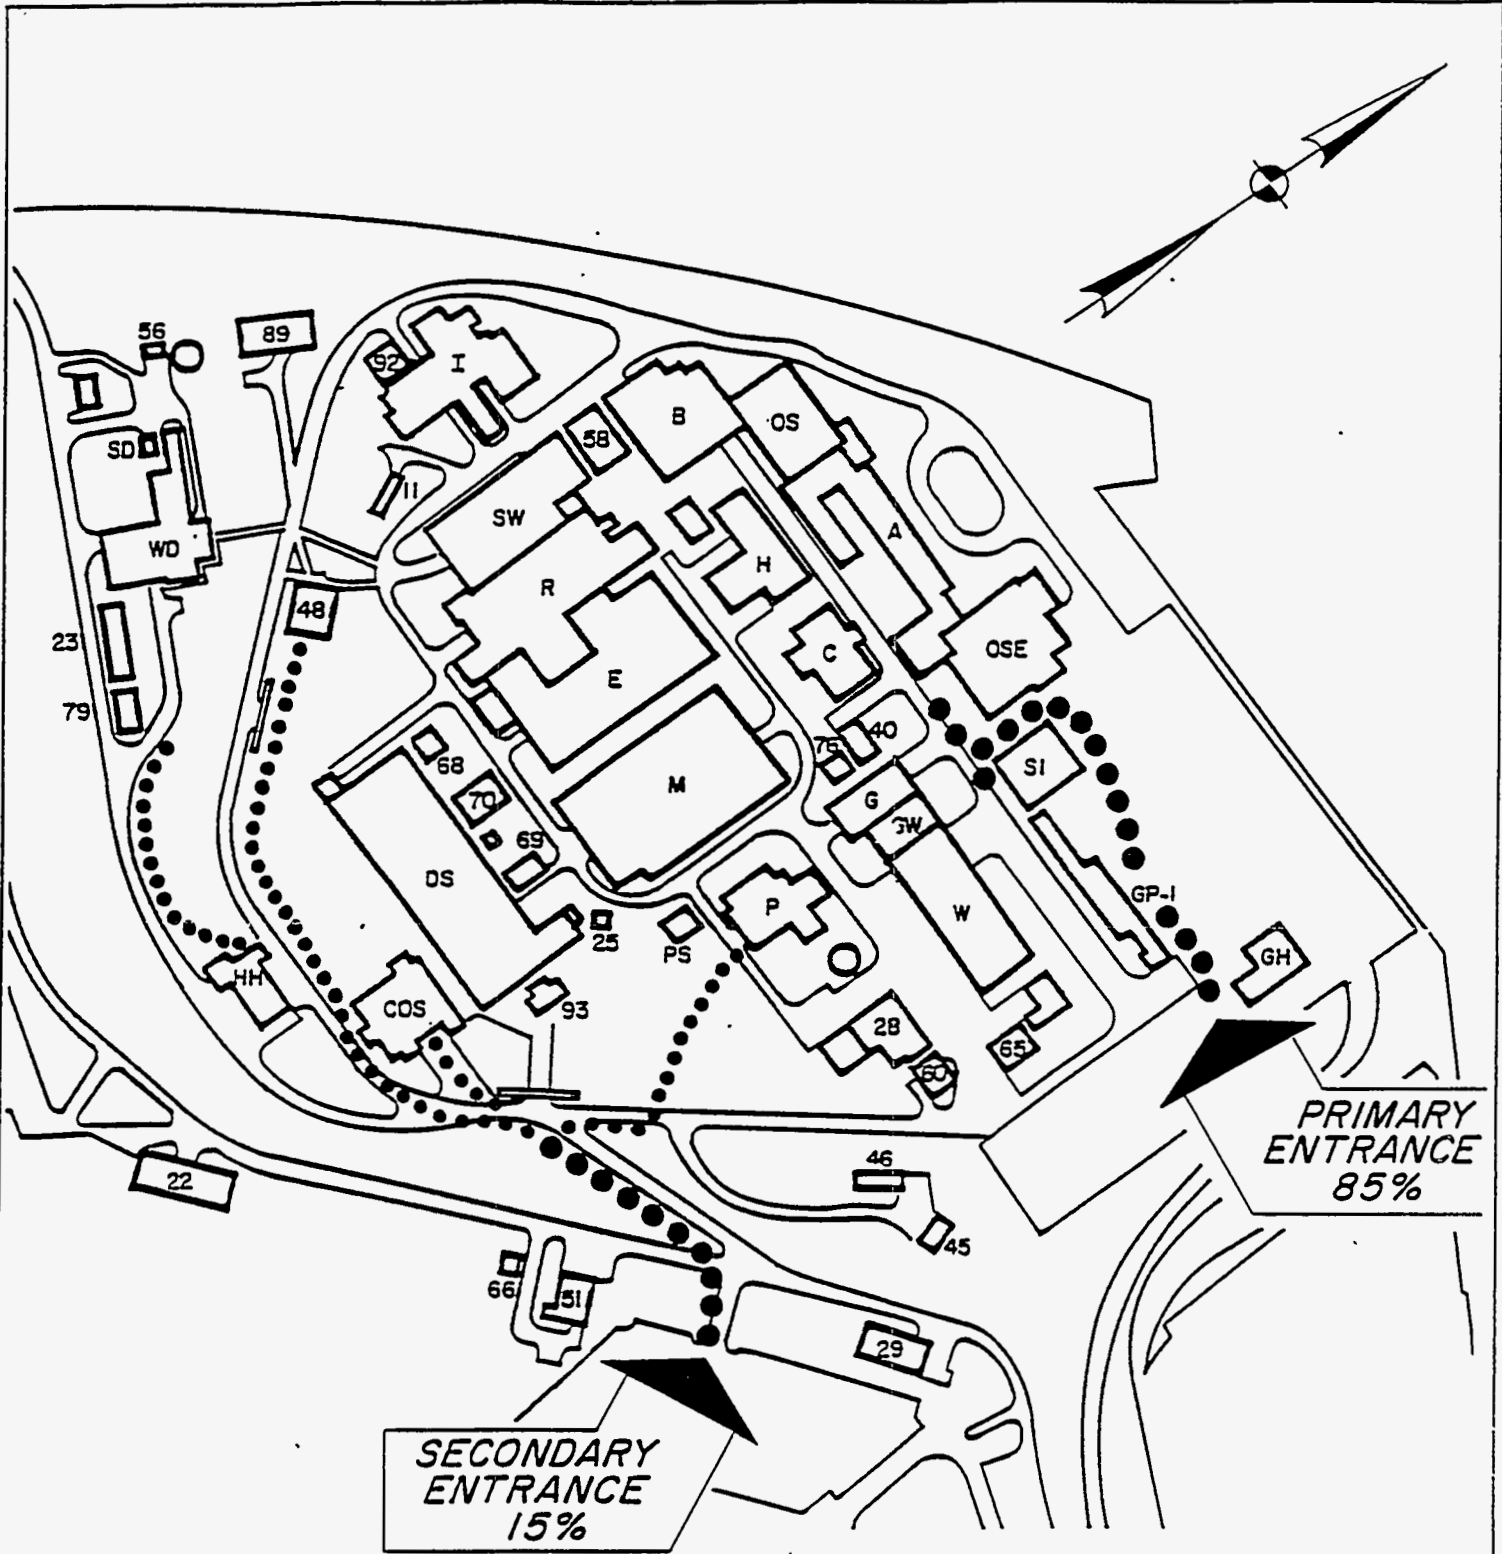 56
89
92
I
B
OS
SD
58
11
SW
A
WD
H
R
48
C
OSE
23
E
79
40
68
76
SI
M
70
G
GW
69
DS
GP-1
P
W
25
PS
GH
HH
COS
93
28
65
60
PRIMARY
ENTRANCE
85%
46
22
45
66
51
29
SECONDARY
ENTRANCE
15%